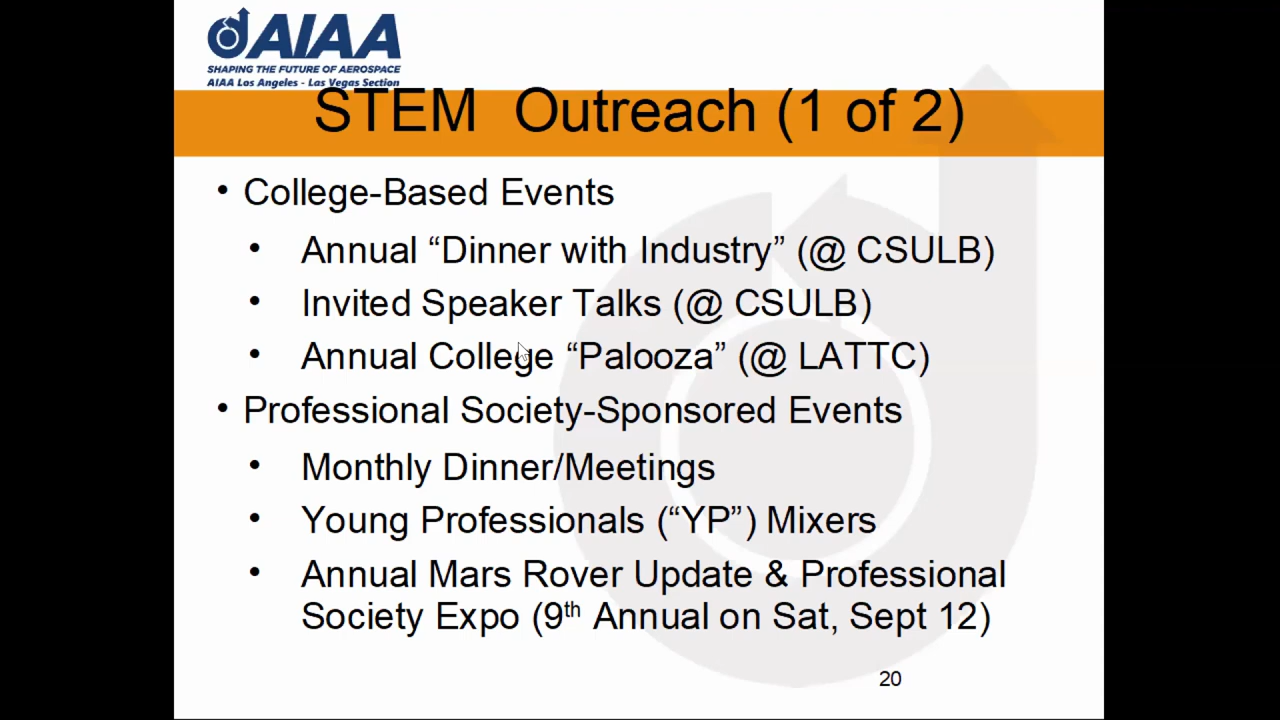 AIAA
SHAPING THE FUTURE OF AEROSPACE
AIAA Los Angeles - Las Vegas Section
STEM Outreach (1 of 2)
• College-Based Events
• Annual “Dinner with Industry” (@ CSULB)
• Invited Speaker Talks (@ CSULB)
• Annual College “Palooza” (@ LATTC)
• Professional Society-Sponsored Events
• Monthly Dinner/Meetings
• Young Professionals (“YP”) Mixers
• Annual Mars Rover Update & Professional
Society Expo (9th Annual on Sat, Sept 12)
20